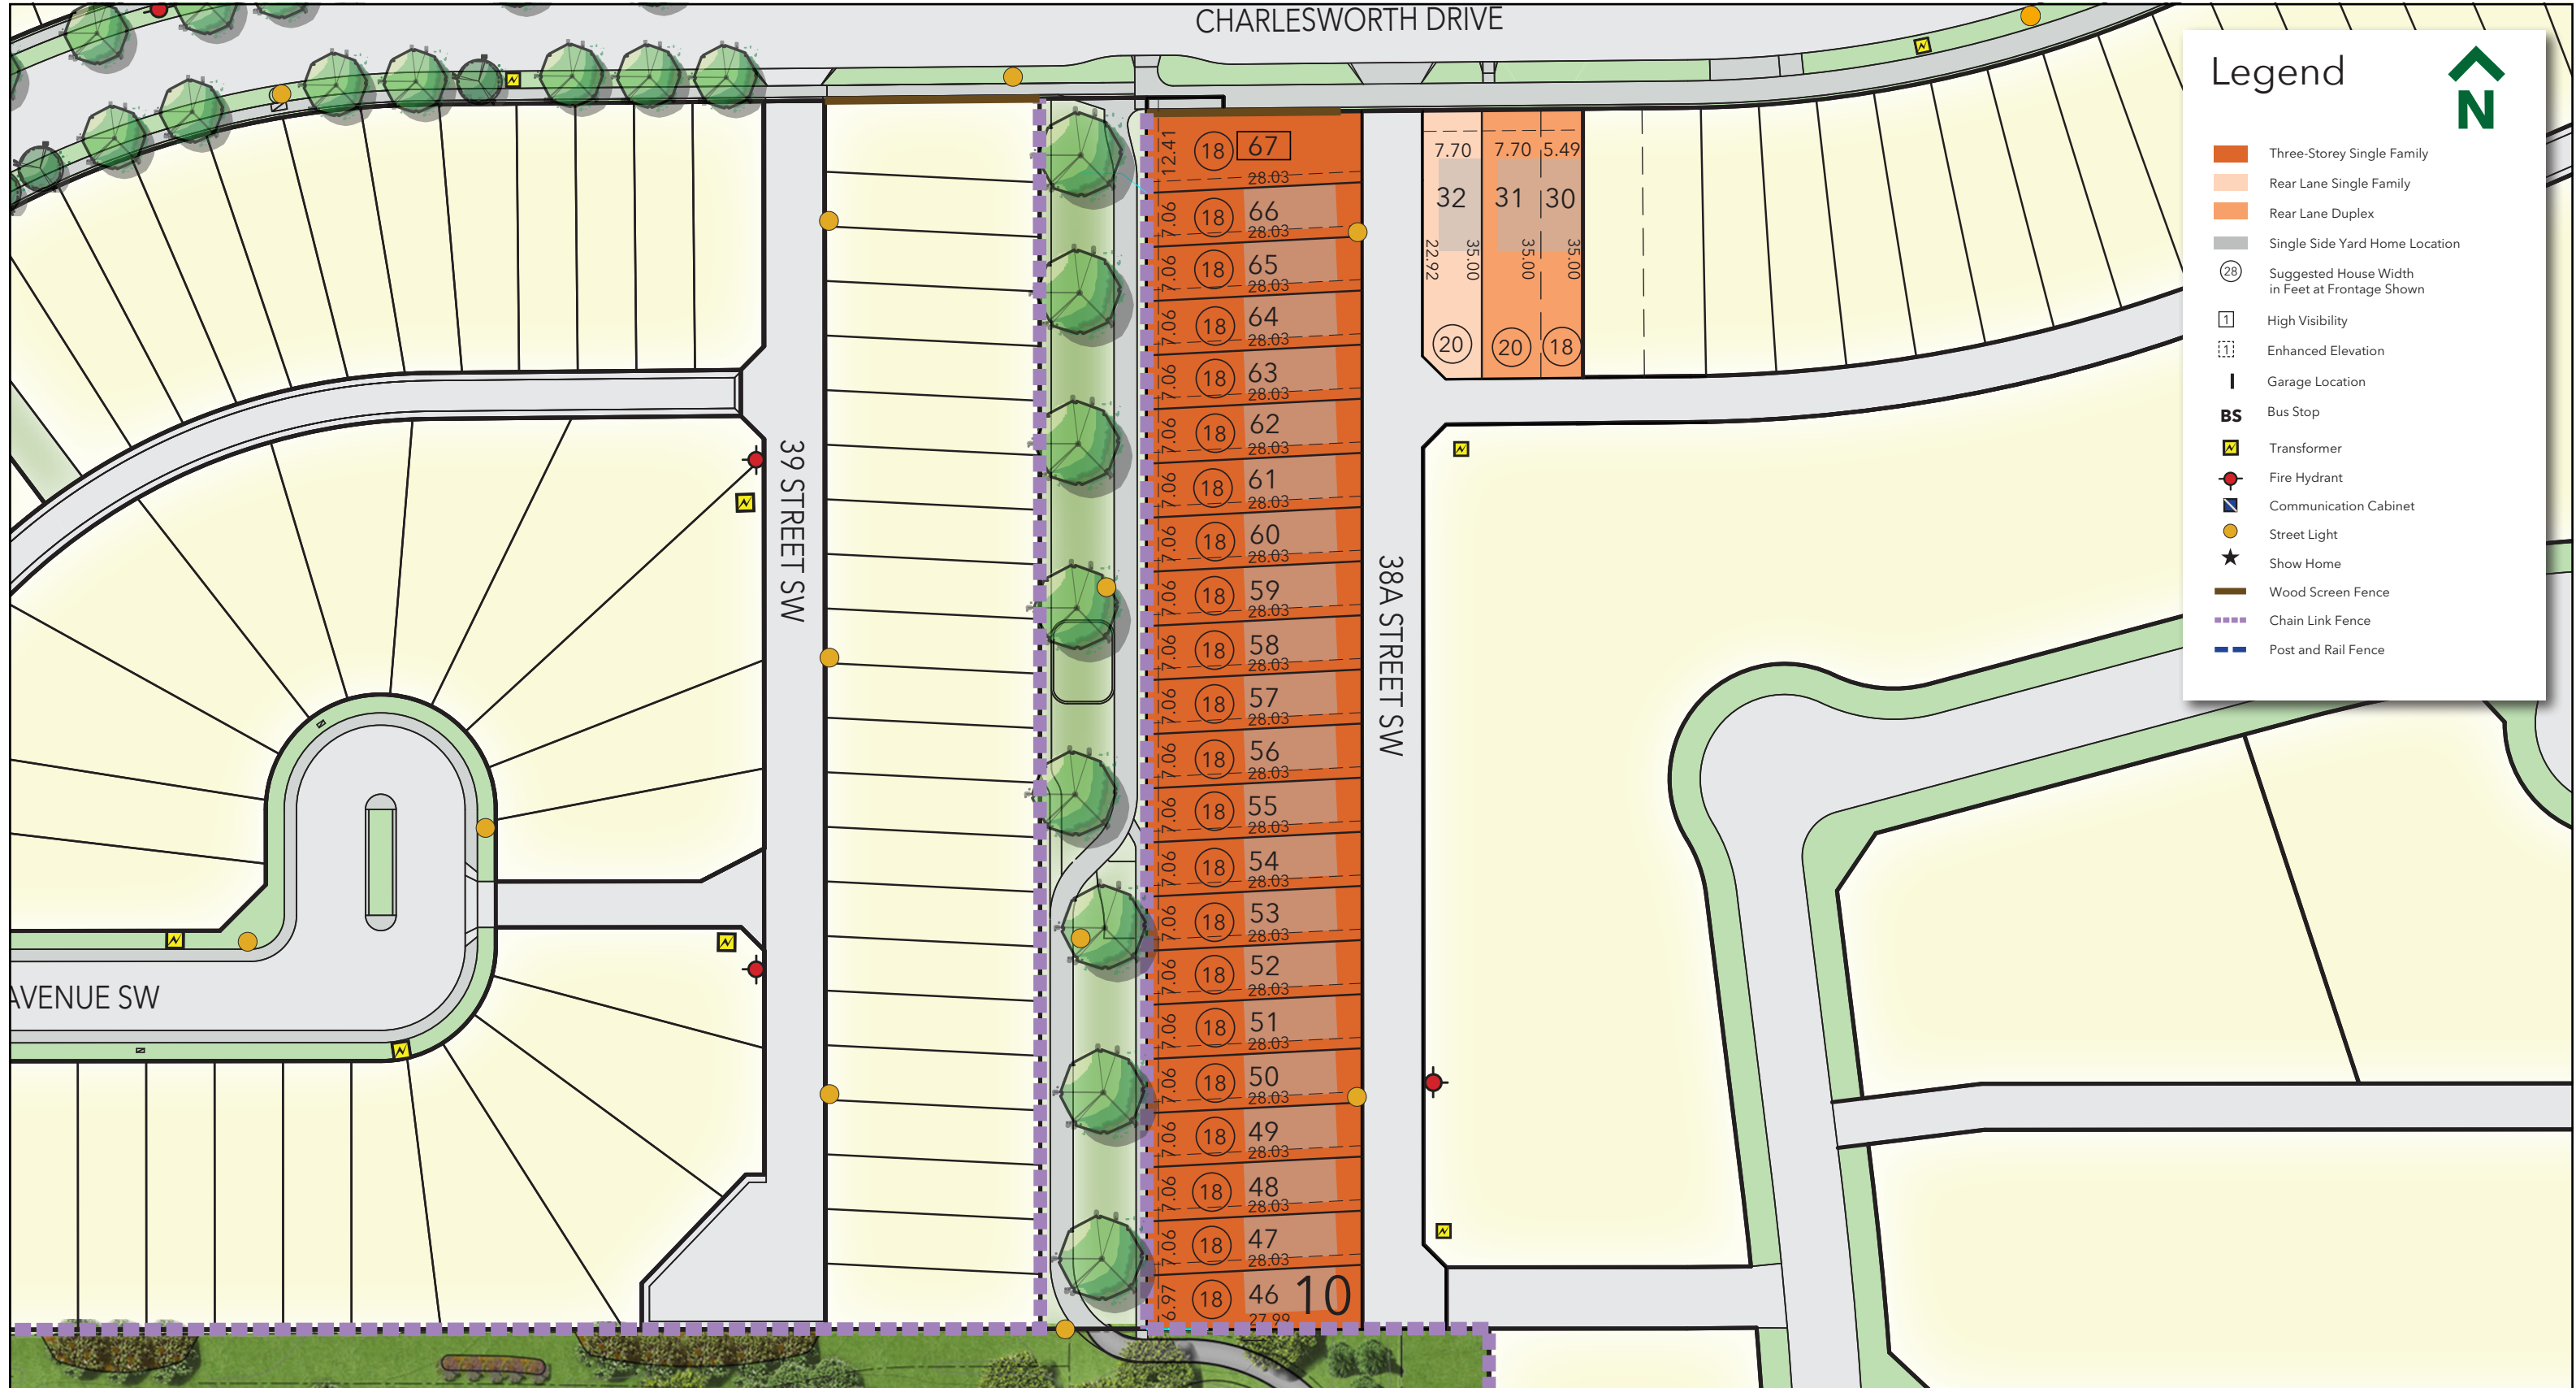 CHARLESWORTH DRIVE
Legend
N
Three-Storey Single Family
Rear Lane Single Family
Rear Lane Duplex
Single Side Yard Home Location
28 Suggested House Width
in Feet at Frontage Shown
1 High Visibility
1 Enhanced Elevation
Garage Location
BS Bus Stop
Transformer
Fire Hydrant
Communication Cabinet
Street Light
Show Home
Wood Screen Fence
Chain Link Fence
Post and Rail Fence
12.41 18 67
28.03
7.06 18 66
28.03
7.06 18 65
28.03
7.06 18 64
28.03
7.06 18 63
28.03
7.06 18 62
28.03
7.06 18 61
28.03
7.06 18 60
28.03
7.06 18 59
28.03
7.06 18 58
28.03
7.06 18 57
28.03
7.06 18 56
28.03
7.06 18 55
28.03
7.06 18 54
28.03
7.06 18 53
28.03
7.06 18 52
28.03
7.06 18 51
28.03
7.06 18 50
28.03
7.06 18 49
28.03
7.06 18 48
28.03
7.06 18 47
28.03
6.97 18 46 10
27.99
7.70 7.70 5.49
32 31 30
22.92 35.00 35.00 35.00
20 20 18
39 STREET SW
38A STREET SW
AVENUE SW